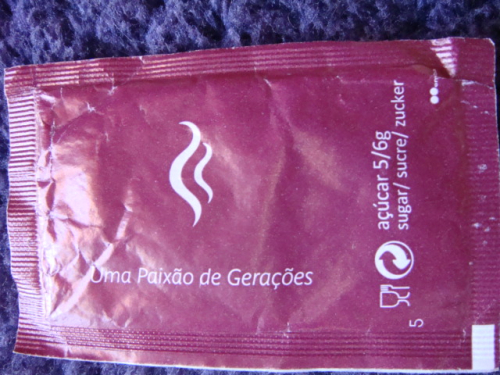 Uma Paixão de Gerações
açúcar 5/6g
sugar/ sucre/ zucker
5